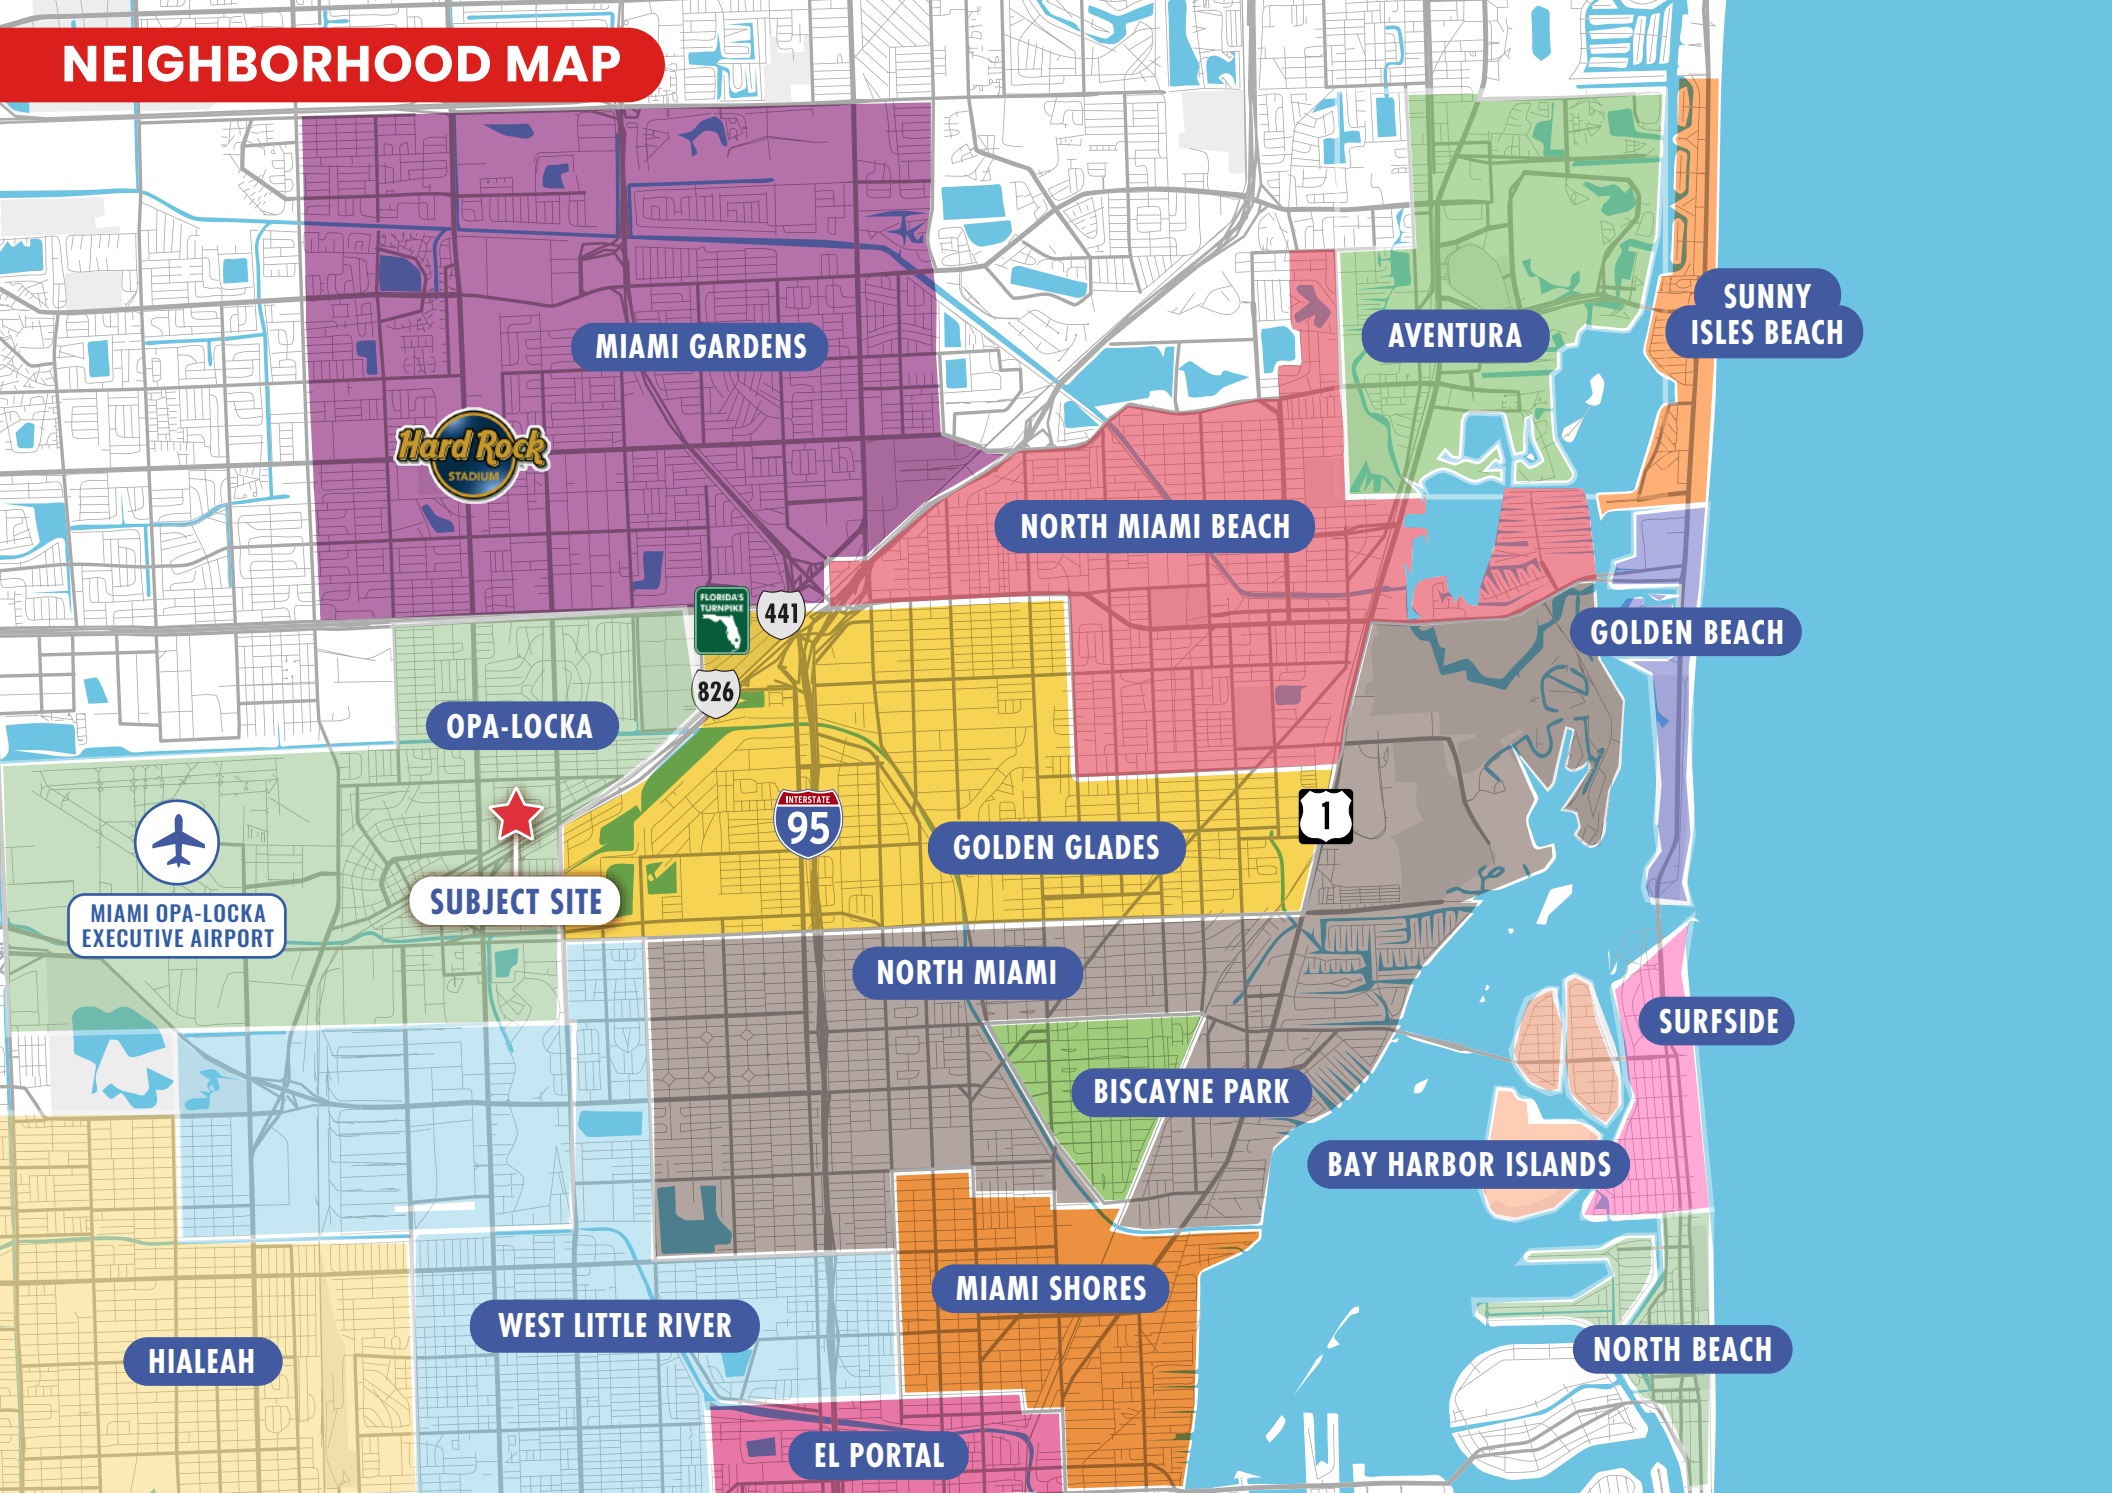 NEIGHBORHOOD MAP
SUNNY
ISLES BEACH
AVENTURA
MIAMI GARDENS
Hard Rock
STADIUM
NORTH MIAMI BEACH
FLORIDA'S
TURNPIKE
441
GOLDEN BEACH
826
OPA-LOCKA
INTERSTATE
95
1
GOLDEN GLADES
SUBJECT SITE
MIAMI OPA-LOCKA
EXECUTIVE AIRPORT
NORTH MIAMI
SURFSIDE
BISCAYNE PARK
BAY HARBOR ISLANDS
MIAMI SHORES
WEST LITTLE RIVER
NORTH BEACH
HIALEAH
EL PORTAL